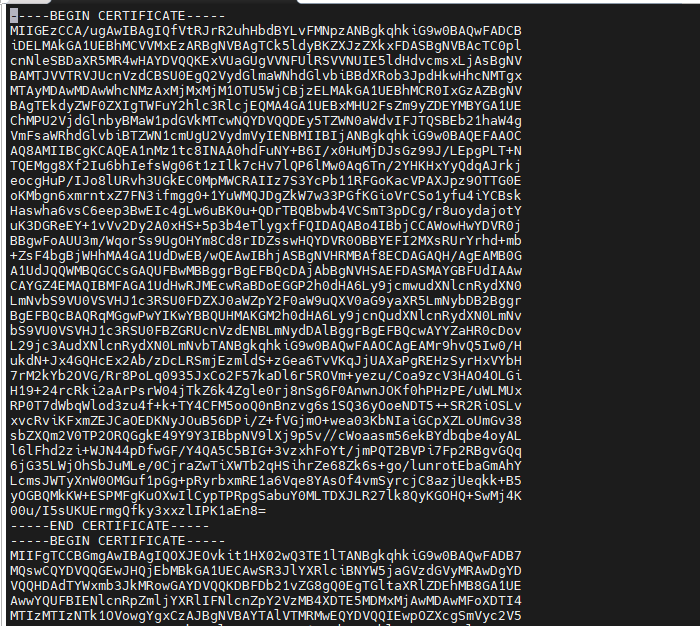 -----BEGIN CERTIFICATE-----
MIIGEzCCA/ugAwIBAgIQfVtRJrR2uhHbdBYLvFMNpzANBgkqhkiG9w0BAQwFADCB
iDELMAkGA1UEBhMCVVMxEzARBgNVBAgTCk5ldyBKZXJzZXkxFDASBgNVBAcTC0pl
cnNleSBDaXR5MR4wHAYDVQQKExVUaGUgVVNFUlRSVVNUIE5ldHdvcmsxLjAsBgNV
BAMTJVVTRVJUcnVzdCBSU0EgQ2VydGlmaWNhdGlvbiBBdXRob3JpdHkwHhcNMTgx
MTAyMDAwMDAwWhcNMzAxMjMxMjM1OTU5WjCBjzELMAkGA1UEBhMCR0IxGzAZBgNV
BAgTEkdyZWF0ZXIgTWFuY2hlc3RlcjEQMA4GA1UEBxMHU2FsZm9yZDEYMBYGA1UE
ChMPU2VjdGlnbyBMaW1pdGVkMTcwNQYDVQQDEy5TZWN0aWdvIFJTQSBEb21haW4g
VmFsaWRhdGlvbiBTZWN1cmUgU2VydmVyIENBMIIBIjANBgkqhkiG9w0BAQEFAAOC
AQ8AMIIBCgKCAQEA1nMz1tc8INAA0hdFuNY+B6I/x0HuMjDJsGz99J/LEpgPLT+N
TQEMgg8Xf2Iu6bhIefsWg06t1zIlk7cHv7lQP6lMw0Aq6Tn/2YHKHxYyQdqAJrkj
eocgHuP/IJo8lURvh3UGkEC0MpMWCRAIIz7S3YcPb11RFGoKacVPAXJpz9OTTG0E
oKMbgn6xmrntxZ7FN3ifmgg0+1YuWMQJDgZkW7w33PGfKGioVrCSo1yfu4iYCBsk
Haswha6vsC6eep3BwEIc4gLw6uBK0u+QDrTBQBbwb4VCSmT3pDCg/r8uoydajotY
uK3DGReEY+1vVv2Dy2A0xHS+5p3b4eTlygxfFQIDAQABo4IBbjCCAWowHwYDVR0j
BBgwFoAUU3m/WqorSs9UgOHYm8Cd8rIDZsswHQYDVR0OBBYEFI2MXsRUrYrhd+mb
+ZsF4bgBjWHhMA4GA1UdDwEB/wQEAwIBhjASBgNVHRMBAf8ECDAGAQH/AgEAMB0G
A1UdJQQWMBQGCCsGAQUFBwMBBggrBgEFBQcDAjAbBgNVHSAEFDASMAYGBFUdIAAw
CAYGZ4EMAQIBMFAGA1UdHwRJMEcwRaBDoEGGP2h0dHA6Ly9jcmwudXNlcnRydXN0
LmNvbS9VU0VSVHJ1c3RSU0FDZXJ0aWZpY2F0aW9uQXV0aG9yaXR5LmNybDB2Bggr
BgEFBQcBAQRqMGgwPwYIKwYBBQUHMAKGM2h0dHA6Ly9jcnQudXNlcnRydXN0LmNv
bS9VU0VSVHJ1c3RSU0FBZGRUcnVzdENBLmNydDAlBggrBgEFBQcwAYYZaHR0cDov
L29jc3AudXNlcnRydXN0LmNvbTANBgkqhkiG9w0BAQwFAAOCAgEAMr9hvQ5Iw0/H
ukdN+Jx4GQHcEx2Ab/zDcLRSmjEzmldS+zGea6TvVKqJjUAXaPgREHzSyrHxVYbH
7rM2kYb2OVG/Rr8PoLq0935JxCo2F57kaDl6r5ROVm+yezu/Coa9zcV3HAO4OLGi
H19+24rcRki2aArPsrW04jTkZ6k4Zgle0rj8nSg6F0AnwnJOKf0hPHzPE/uWLMUx
RP0T7dWbqWlod3zu4f+k+TY4CFM5ooQ0nBnzvg6s1SQ36yOoeNDT5++SR2RiOSLv
xvcRviKFxmZEJCaOEDKNyJOuB56DPi/Z+fVGjmO+wea03KbNIaiGCpXZLoUmGv38
sbZXQm2V0TP2ORQGgkE49Y9Y3IBbpNV9lXj9p5v//cWoaasm56ekBYdbqbe4oyAL
l6lFhd2zi+WJN44pDfwGF/Y4QA5C5BIG+3vzxhFoYt/jmPQT2BVPi7Fp2RBgvGQq
6jG35LWjOhSbJuMLe/0CjraZwTiXWTb2qHSihrZe68Zk6s+go/lunrotEbaGmAhY
LcmsJWTyXnW0OMGuf1pGg+pRyrbxmRE1a6Vqe8YAsOf4vmSyrcjC8azjUeqkk+B5
yOGBQMkKW+ESPMFgKuOXwIlCypTPRpgSabuY0MLTDXJLR27lk8QyKGOHQ+SwMj4K
00u/I5sUKUErmgQfky3xxzlIPK1aEn8=
-----END CERTIFICATE-----
-----BEGIN CERTIFICATE-----
MIIFgTCCBGmgAwIBAgIQOXJEOvkit1HX02wQ3TE1lTANBgkqhkiG9w0BAQwFADB7
MQswCQYDVQQGEwJHQjEbMBkGA1UECAwSR3JlYXRlciBNYW5jaGVzdGVyMRAwDgYD
VQQHDAdTYWxmb3JkMRowGAYDVQQKDBFDb21vZG8gQ0EgTGltaXRlZDEhMB8GA1UE
AwwYQUFBIENlcnRpZmljYXRlIFNlcnZpY2VzMB4XDTE5MDMxMjAwMDAwMFoXDTI4
MTIzMTIzNTk1OVowgYgxCzAJBgNVBAYTAlVTMRMwEQYDVQQIEwpOZXcgSmVyc2V5